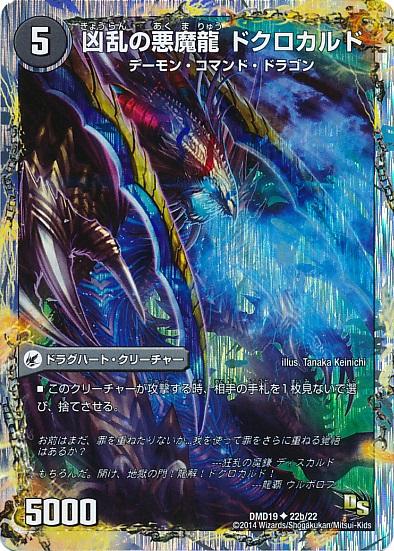 5
きょうらん あくまりゅう
凶乱の悪魔龍 ドクロカルド
デーモン・コマンド・ドラゴン
ドラグハート・クリーチャー
illus. Tanaka Keinichi
■ このクリーチャーが攻撃する時、相手の手札を1枚見ないで選
び、捨てさせる。
お前はまだ、罪を重ねたりないか…我を使って罪をさらに重ねる覚悟
はあるか?
---狂乱の魔鎌 ディスカルド
もちろんだ。開け、地獄の門!龍解!ドクロカルド!
---龍覇 ウルボロフ
5000
Ds
DMD19 ◆ 22b/22
©2014 Wizards/Shogakukan/Mitsui-Kids